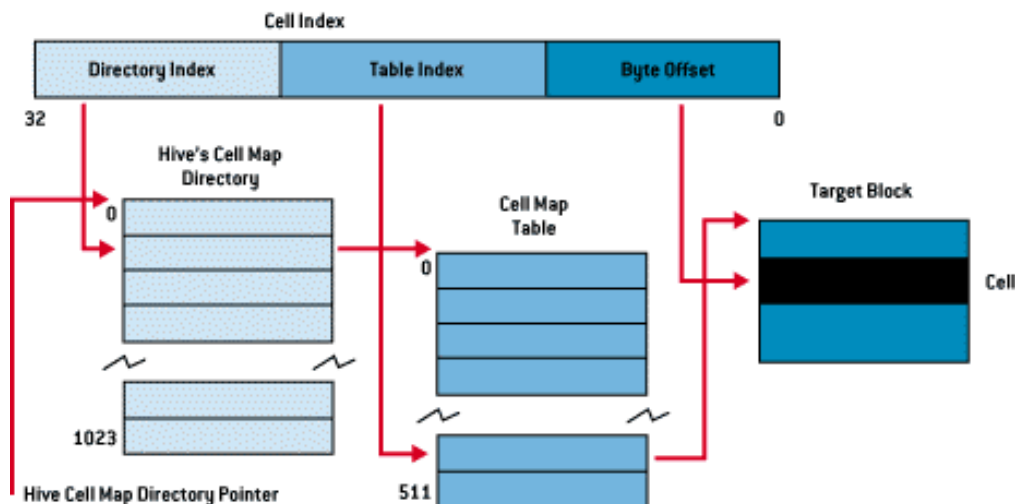 Cell Index
Directory Index Table Index Byte Offset
32 0
Hive's Cell Map
Directory
0
1023
Hive Cell Map Directory Pointer
Cell Map
Table
0
511
Target Block
Cell